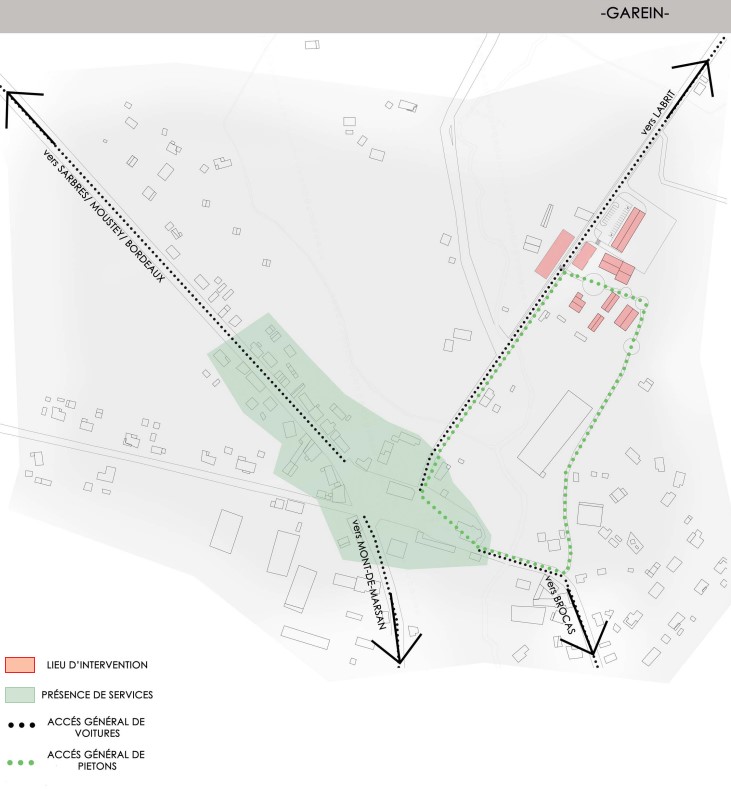 -GAREIN-
vers LABRIT
vers SARBRES/ MOUSTEY/ BORDEAUX
vers MONT-DE-MARSAN
vers BROCAS
LIEU D'INTERVENTION
PRÉSENCE DE SERVICES
ACCÉS GÉNÉRAL DE
VOITURES
ACCÉS GÉNÉRAL DE
PIETONS